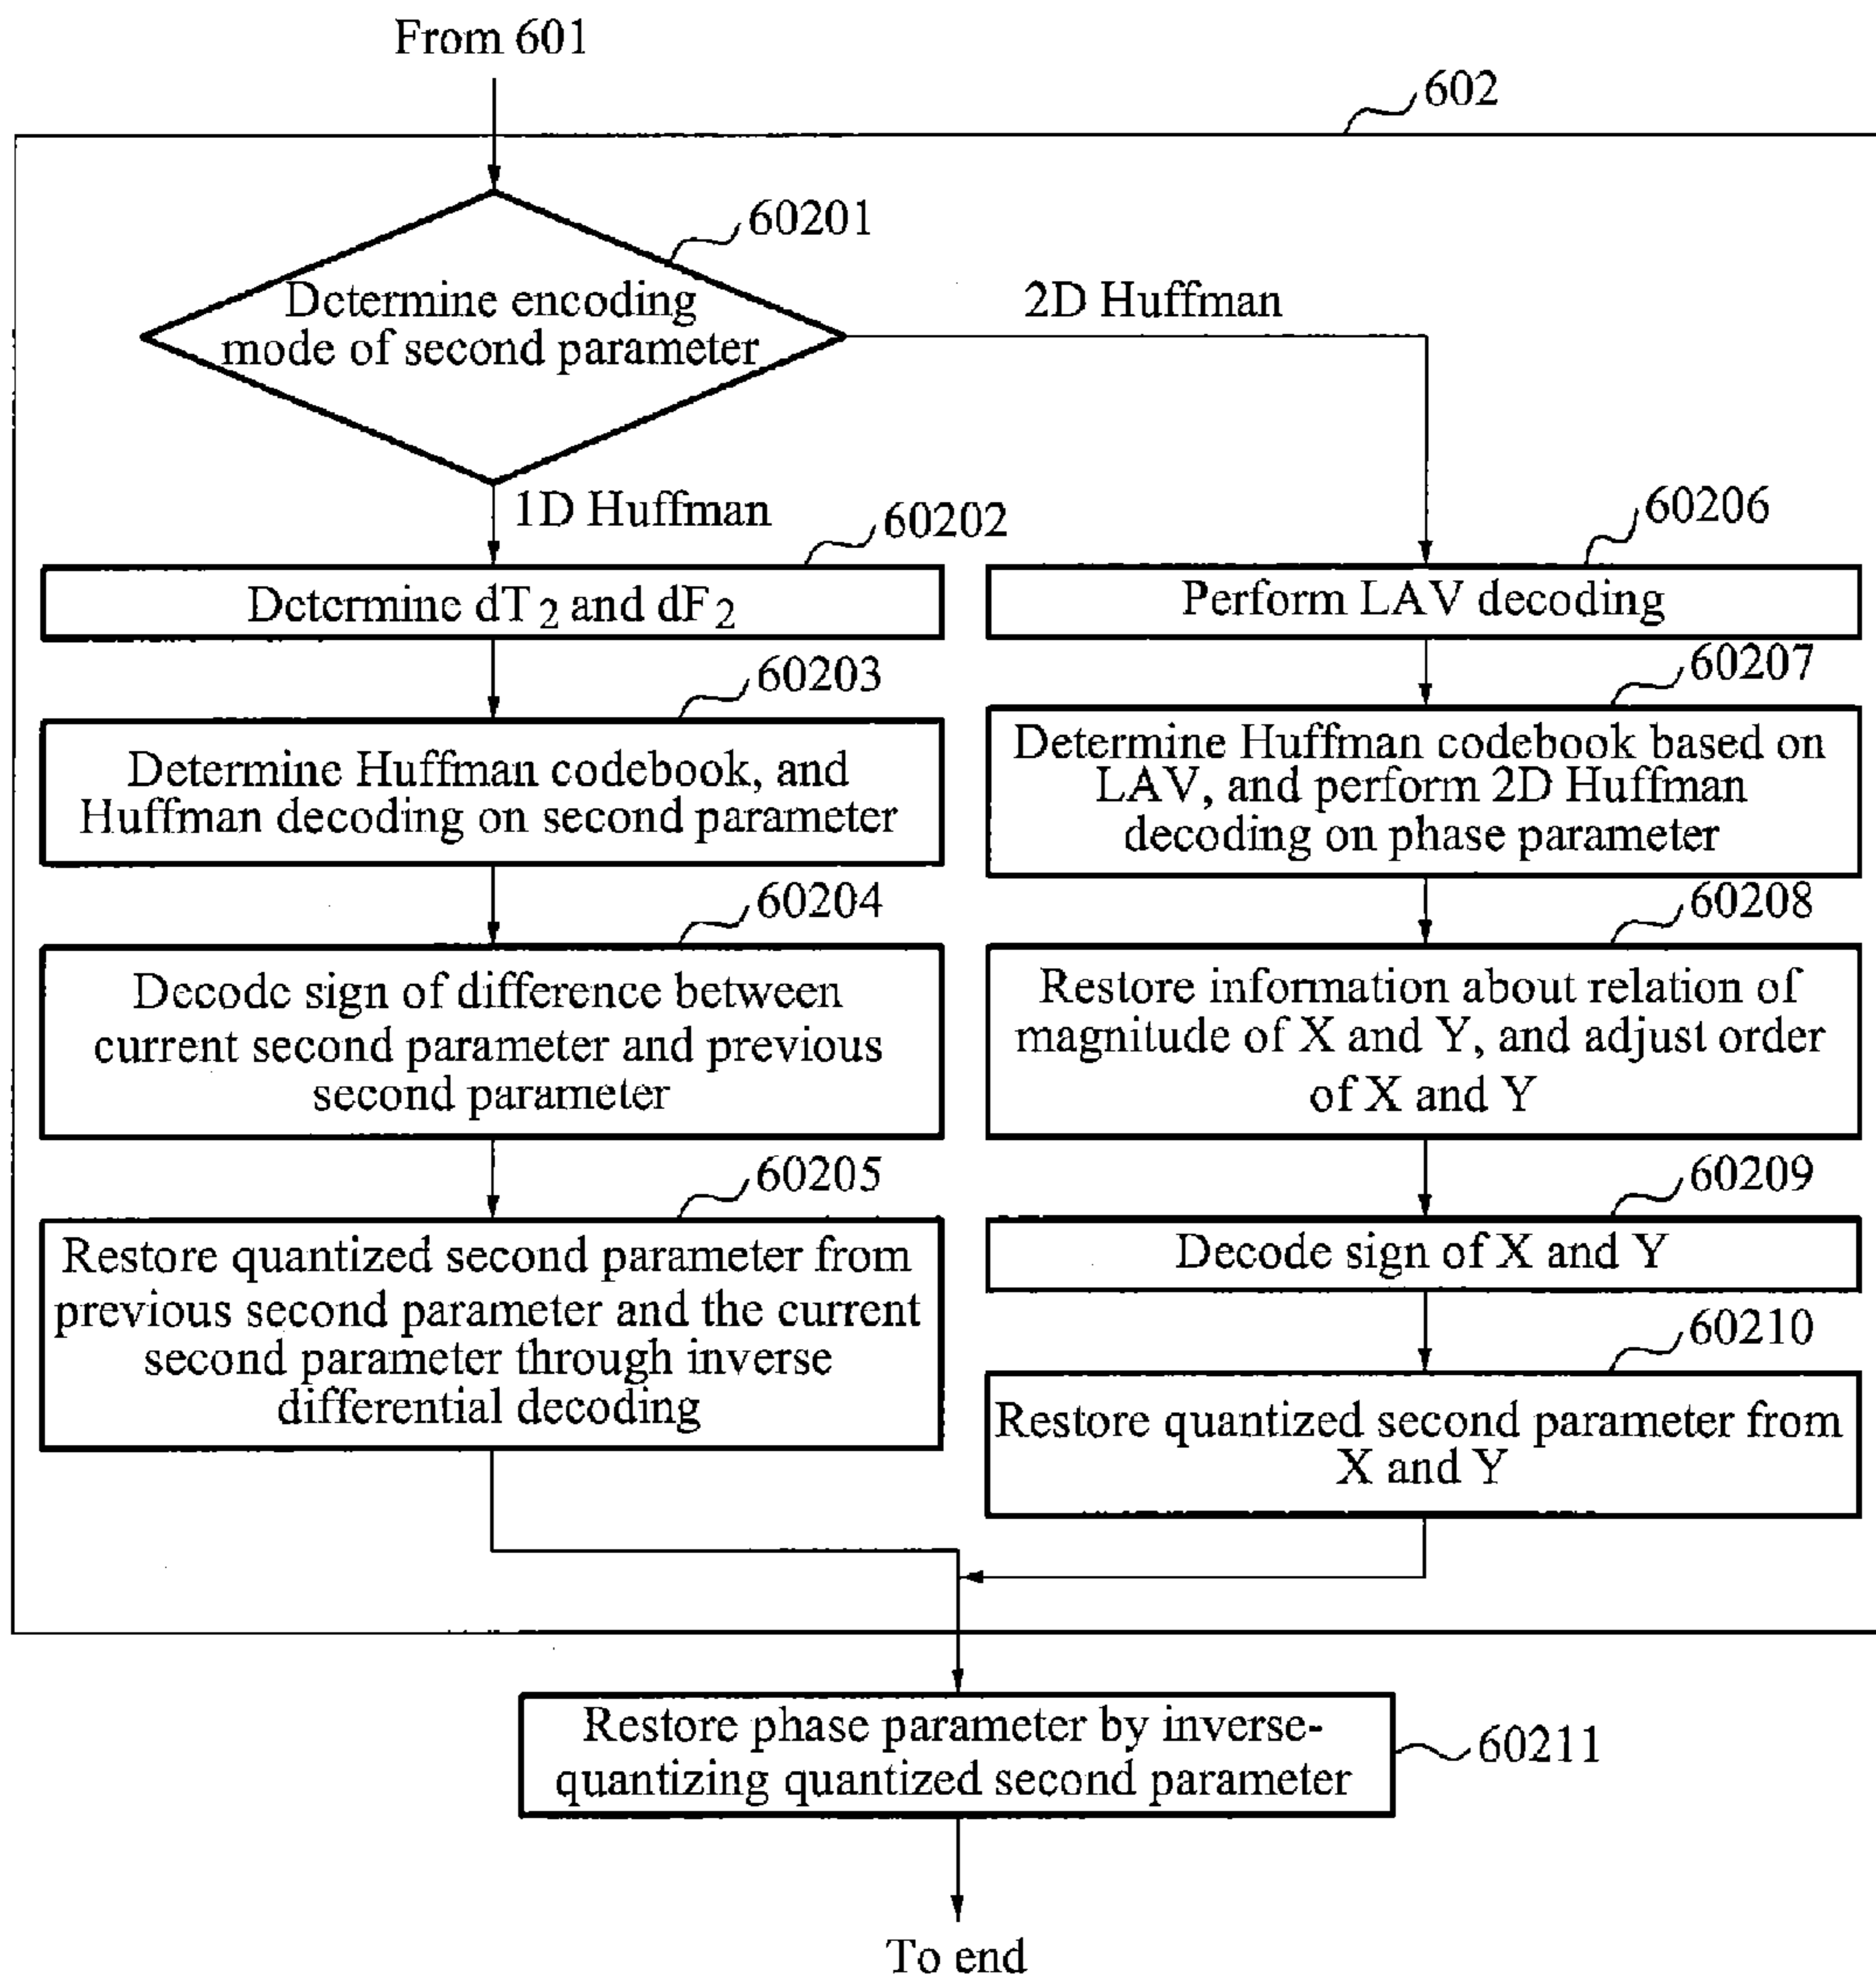 From 601
602
60201
Determine encoding
mode of second parameter
2D Huffman
1D Huffman
60202
Determine dT2 and dF2
60203
Determine Huffman codebook, and
Huffman decoding on second parameter
60204
Decode sign of difference between
current second parameter and previous
second parameter
60205
Restore quantized second parameter from
previous second parameter and the current
second parameter through inverse
differential decoding
60206
Perform LAV decoding
60207
Determine Huffman codebook based on
LAV, and perform 2D Huffman
decoding on phase parameter
60208
Restore information about relation of
magnitude of X and Y, and adjust order
of X and Y
60209
Decode sign of X and Y
60210
Restore quantized second parameter from
X and Y
Restore phase parameter by inverse-
quantizing quantized second parameter
60211
To end